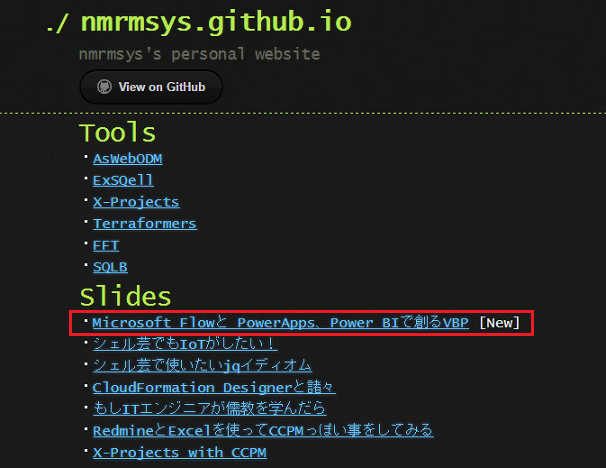 ./ nmrmsys.github.io
nmrmsys's personal website
View on GitHub
Tools
・AsWebODM
・ExSQell
・X-Projects
・Terraformers
・FFT
・SQLB
Slides
・Microsoft Flowと PowerApps、Power BIで創るVBP [New]
・シェル芸でもIoTがしたい！
・シェル芸で使いたいjqイディオム
・CloudFormation Designerと諸々
・もしITエンジニアが儒教を学んだら
・RedmineとExcelを使ってCCPMっぽい事をしてみる
・X-Projects with CCPM